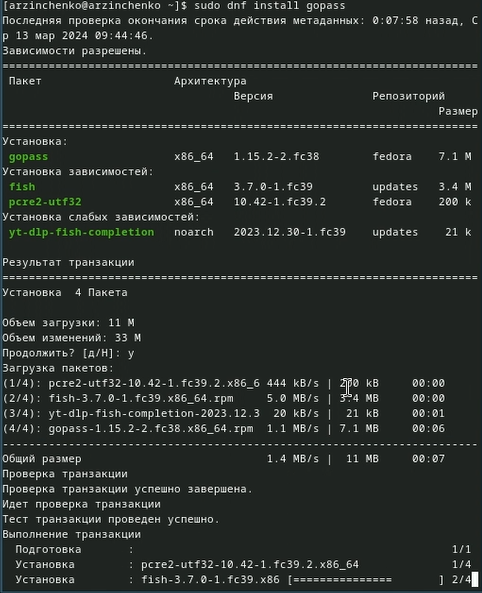 [arzinchenko@arzinchenko ~]$ sudo dnf install gopass
Последняя проверка окончания срока действия метаданных: 0:07:58 назад, С
р 13 мар 2024 09:44:46.
Зависимости разрешены.
================================================================================
Пакет Архитектура
Версия Репозиторий
Размер
================================================================================
Установка:
gopass x86_64 1.15.2-2.fc38 fedora 7.1 M
Установка зависимостей:
fish x86_64 3.7.0-1.fc39 updates 3.4 M
pcre2-utf32 x86_64 10.42-1.fc39.2 fedora 200 k
Установка слабых зависимостей:
yt-dlp-fish-completion noarch 2023.12.30-1.fc39 updates 21 k
Результат транзакции
================================================================================
Установка 4 Пакета
Объем загрузки: 11 M
Объем изменений: 33 M
Продолжить? [д/Н]: y
Загрузка пакетов:
(1/4): pcre2-utf32-10.42-1.fc39.2.x86_6 444 kB/s | 200 kB 00:00
(2/4): fish-3.7.0-1.fc39.x86_64.rpm 5.0 MB/s | 3.4 MB 00:00
(3/4): yt-dlp-fish-completion-2023.12.3 20 kB/s | 21 kB 00:01
(4/4): gopass-1.15.2-2.fc38.x86_64.rpm 1.1 MB/s | 7.1 MB 00:06
--------------------------------------------------------------------------------
Общий размер 1.4 MB/s | 11 MB 00:07
Проверка транзакции
Проверка транзакции успешно завершена.
Идет проверка транзакции
Тест транзакции проведен успешно.
Выполнение транзакции
Подготовка : 1/1
Установка : pcre2-utf32-10.42-1.fc39.2.x86_64 1/4
Установка : fish-3.7.0-1.fc39.x86 [=============== ] 2/4